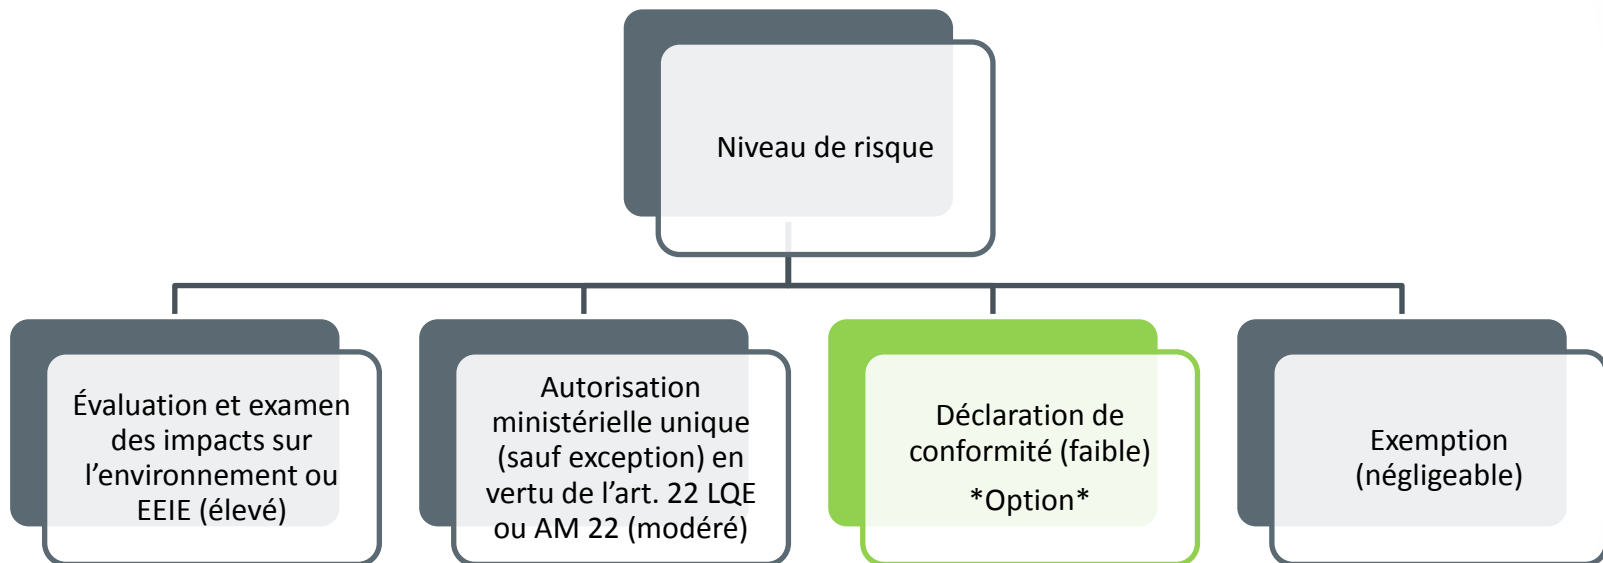 Niveau de risque
Évaluation et examen
des impacts sur
l’environnement ou
EEIE (élevé)
Autorisation
ministérielle unique
(sauf exception) en
vertu de l’art. 22 LQE
ou AM 22 (modéré)
Déclaration de
conformité (faible)
*Option*
Exemption
(négligeable)